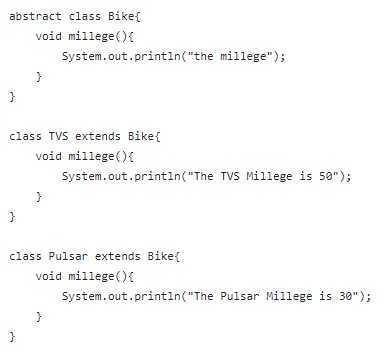 abstract class Bike{
    void millege(){
        System.out.println("the millege");
    }
}

class TVS extends Bike{
    void millege(){
        System.out.println("The TVS Millege is 50");
    }
}

class Pulsar extends Bike{
    void millege(){
        System.out.println("The Pulsar Millege is 30");
    }
}